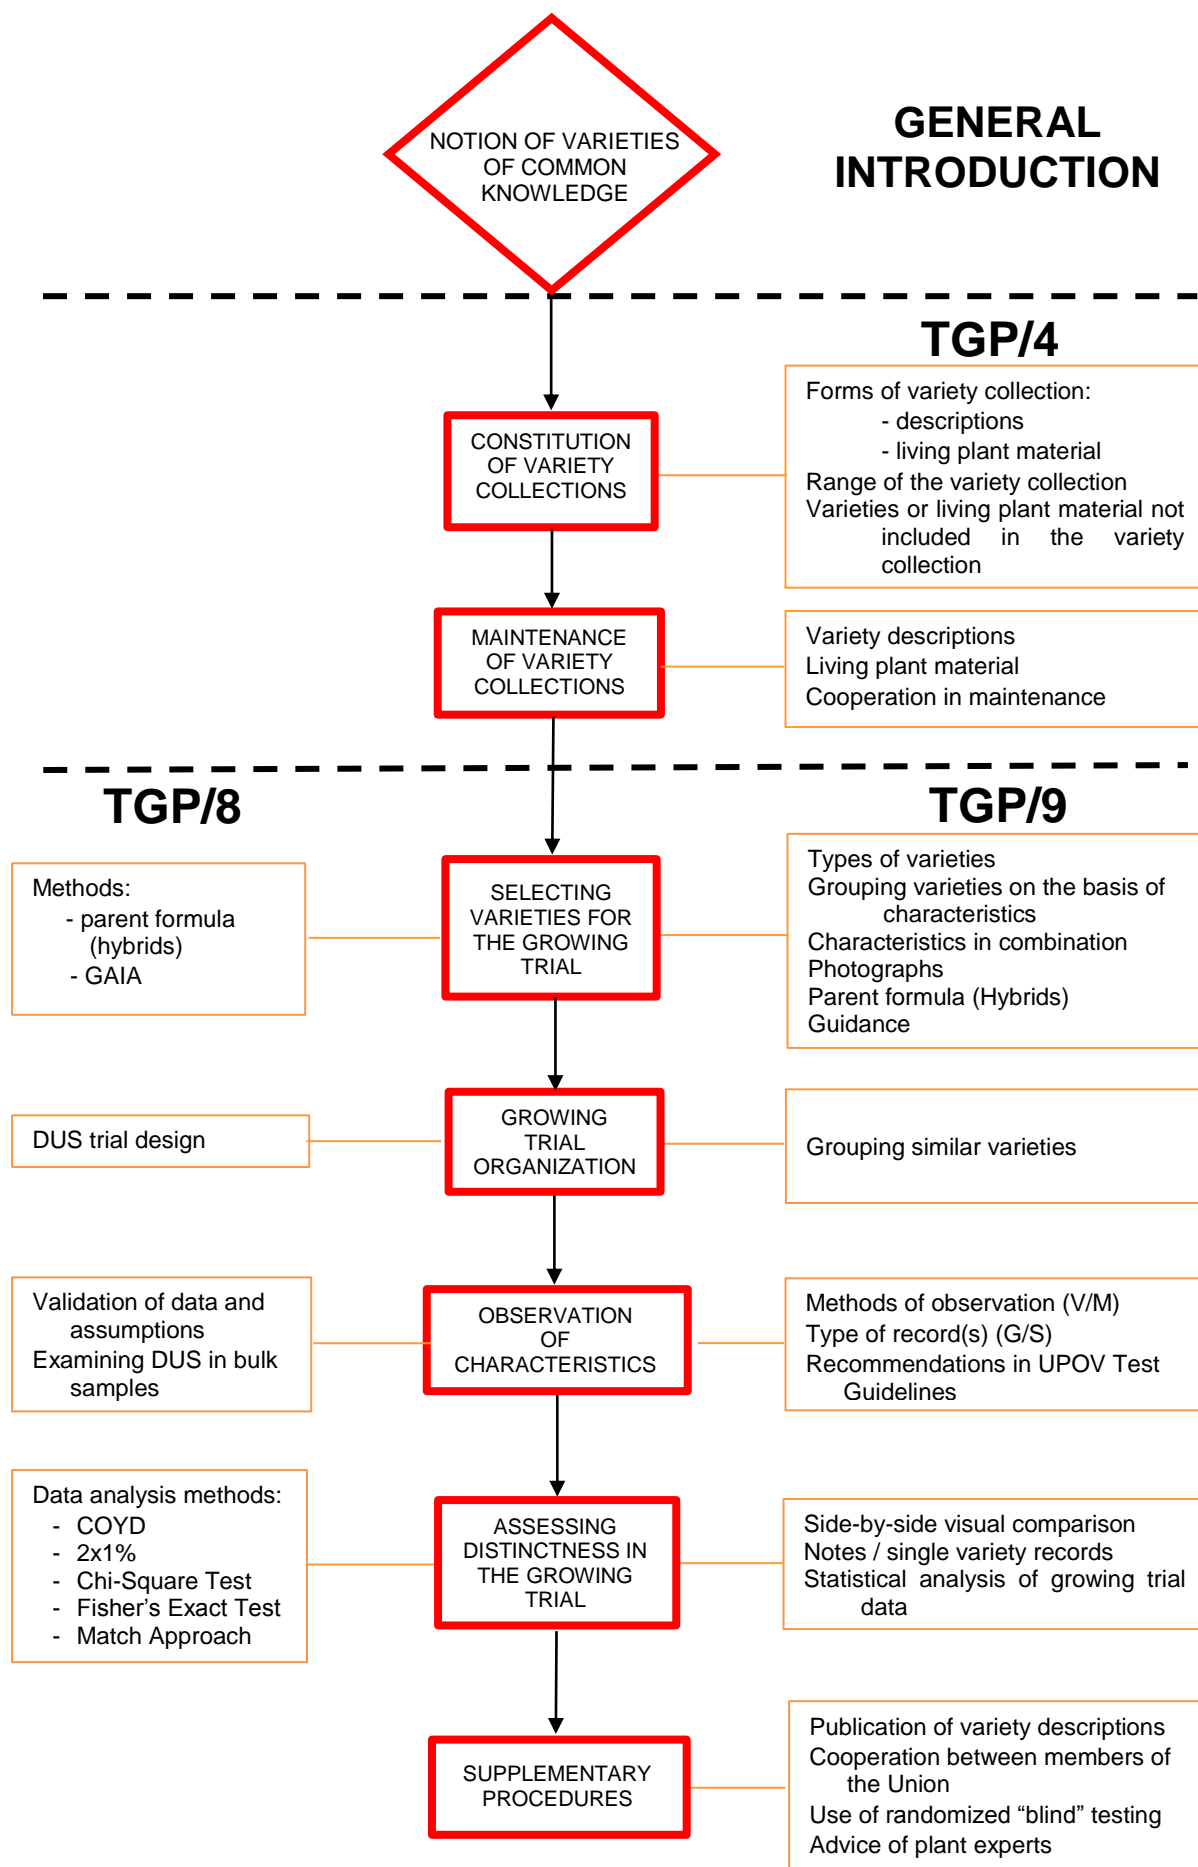 NOTION OF VARIETIES
OF COMMON
KNOWLEDGE
GENERAL
INTRODUCTION
TGP/4
CONSTITUTION
OF VARIETY
COLLECTIONS
Forms of variety collection:
- descriptions
- living plant material
Range of the variety collection
Varieties or living plant material not
included in the variety
collection
MAINTENANCE
OF VARIETY
COLLECTIONS
Variety descriptions
Living plant material
Cooperation in maintenance
TGP/8
TGP/9
Methods:
- parent formula
(hybrids)
- GAIA
SELECTING
VARIETIES FOR
THE GROWING
TRIAL
Types of varieties
Grouping varieties on the basis of
characteristics
Characteristics in combination
Photographs
Parent formula (Hybrids)
Guidance
DUS trial design
GROWING
TRIAL
ORGANIZATION
Grouping similar varieties
Validation of data and
assumptions
Examining DUS in bulk
samples
OBSERVATION
OF
CHARACTERISTICS
Methods of observation (V/M)
Type of record(s) (G/S)
Recommendations in UPOV Test
Guidelines
Data analysis methods:
- COYD
- 2x1%
- Chi-Square Test
- Fisher’s Exact Test
- Match Approach
ASSESSING
DISTINCTNESS IN
THE GROWING
TRIAL
Side-by-side visual comparison
Notes / single variety records
Statistical analysis of growing trial
data
SUPPLEMENTARY
PROCEDURES
Publication of variety descriptions
Cooperation between members of
the Union
Use of randomized “blind” testing
Advice of plant experts